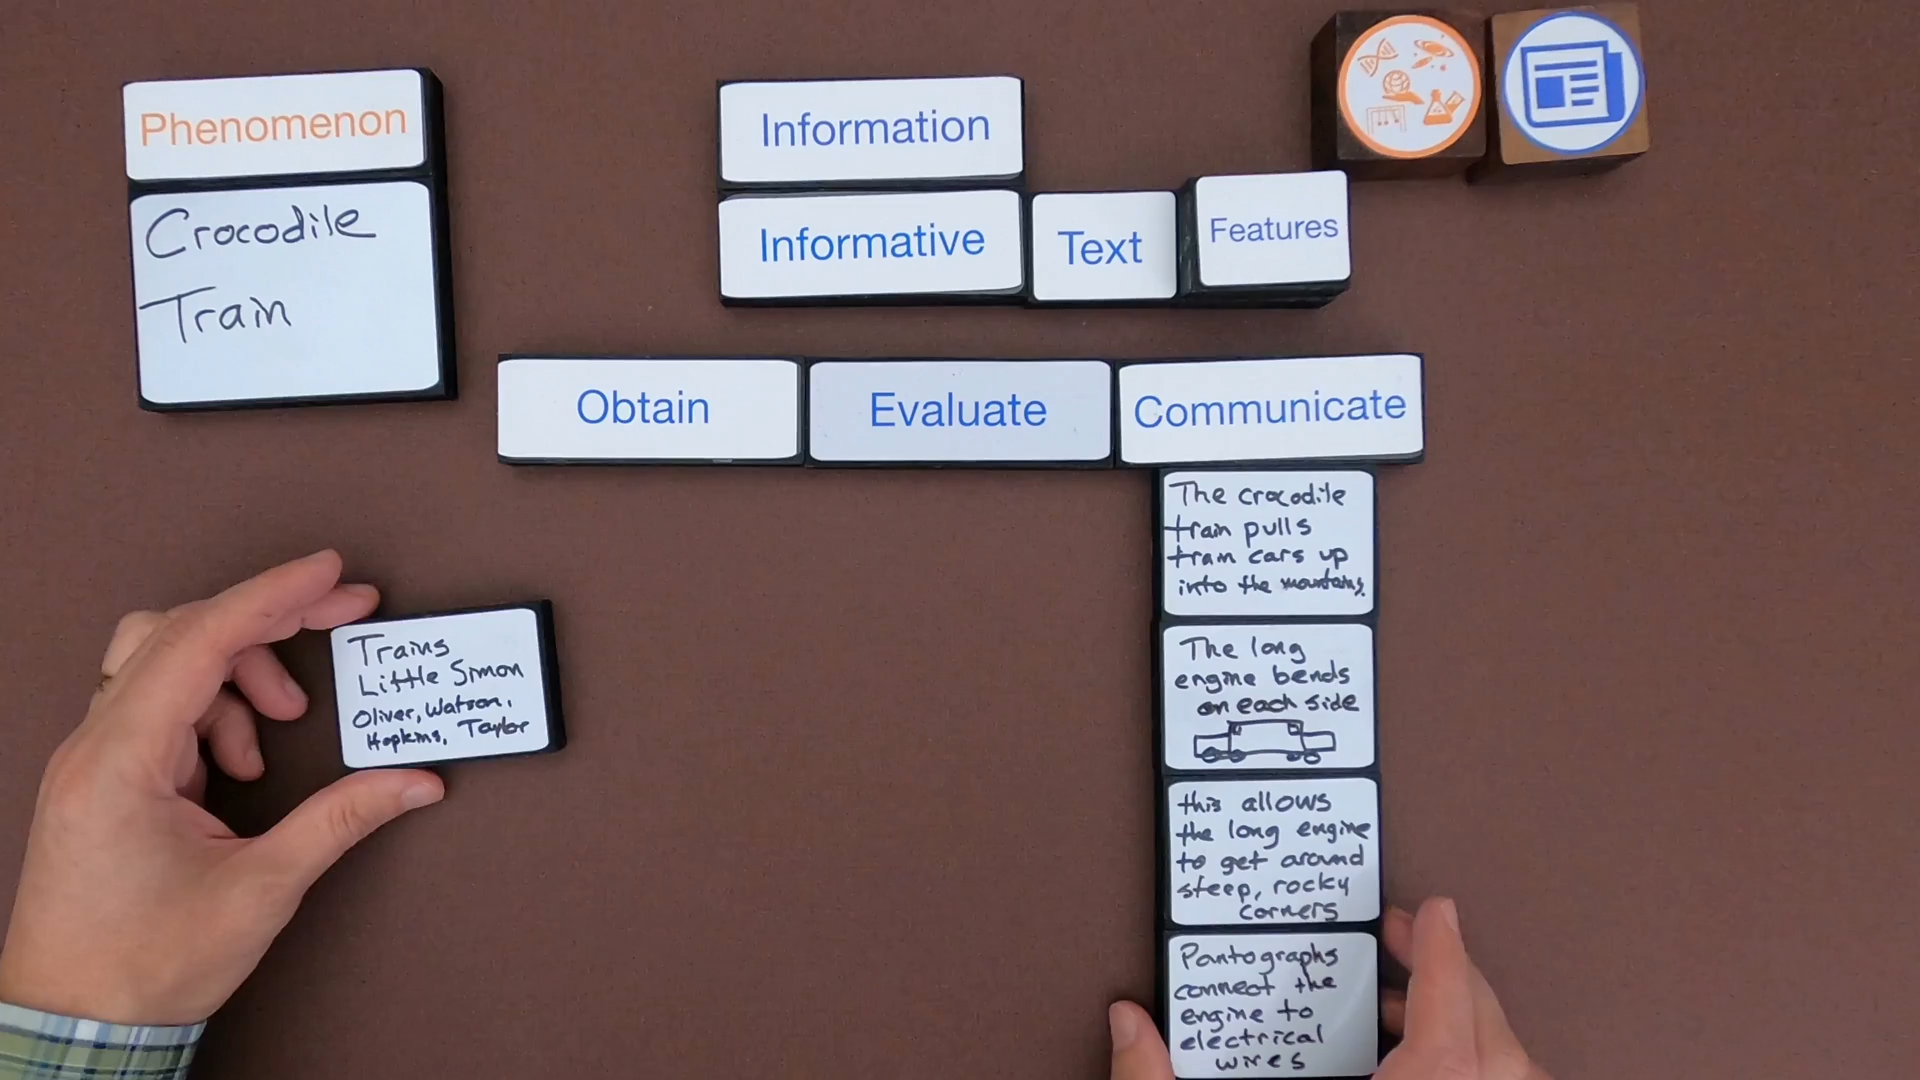 Phenomenon
Crocodile
Train
Information
Informative
Text
Features
Obtain
Evaluate
Communicate
The crocodile
train pulls
tram cars up
into the mountains.
The long
engine bends
on each side
this allows
the long engine
to get around
steep, rocky
corners
Pantographs
connect the
engine to
electrical
wires
Trains
Little Simon
Oliver, Watson,
Hopkins, Taylor